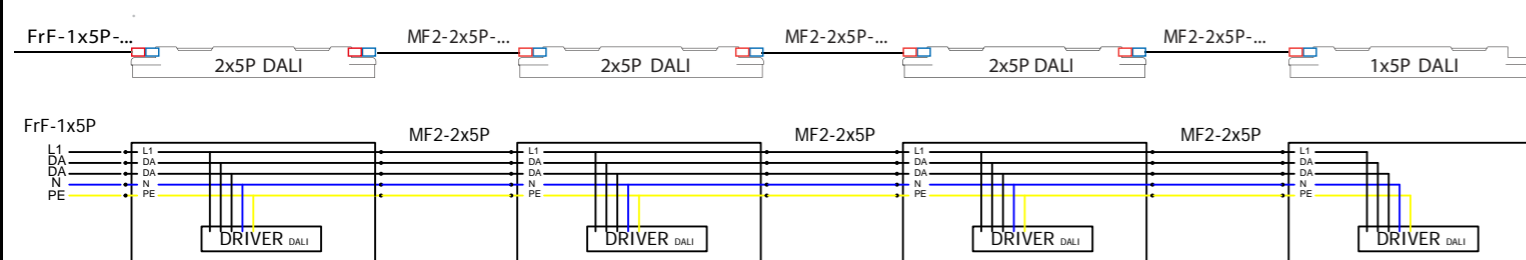 FrF-1x5P-... MF2-2x5P-... MF2-2x5P-... MF2-2x5P-...
2x5P DALI 2x5P DALI 2x5P DALI 1x5P DALI
FrF-1x5P MF2-2x5P MF2-2x5P MF2-2x5P
L1 L1 L1 L1 L1
DA DA DA DA DA
DA DA DA DA DA
N N N N N
PE PE PE PE PE
DRIVER DALI DRIVER DALI DRIVER DALI DRIVER DALI